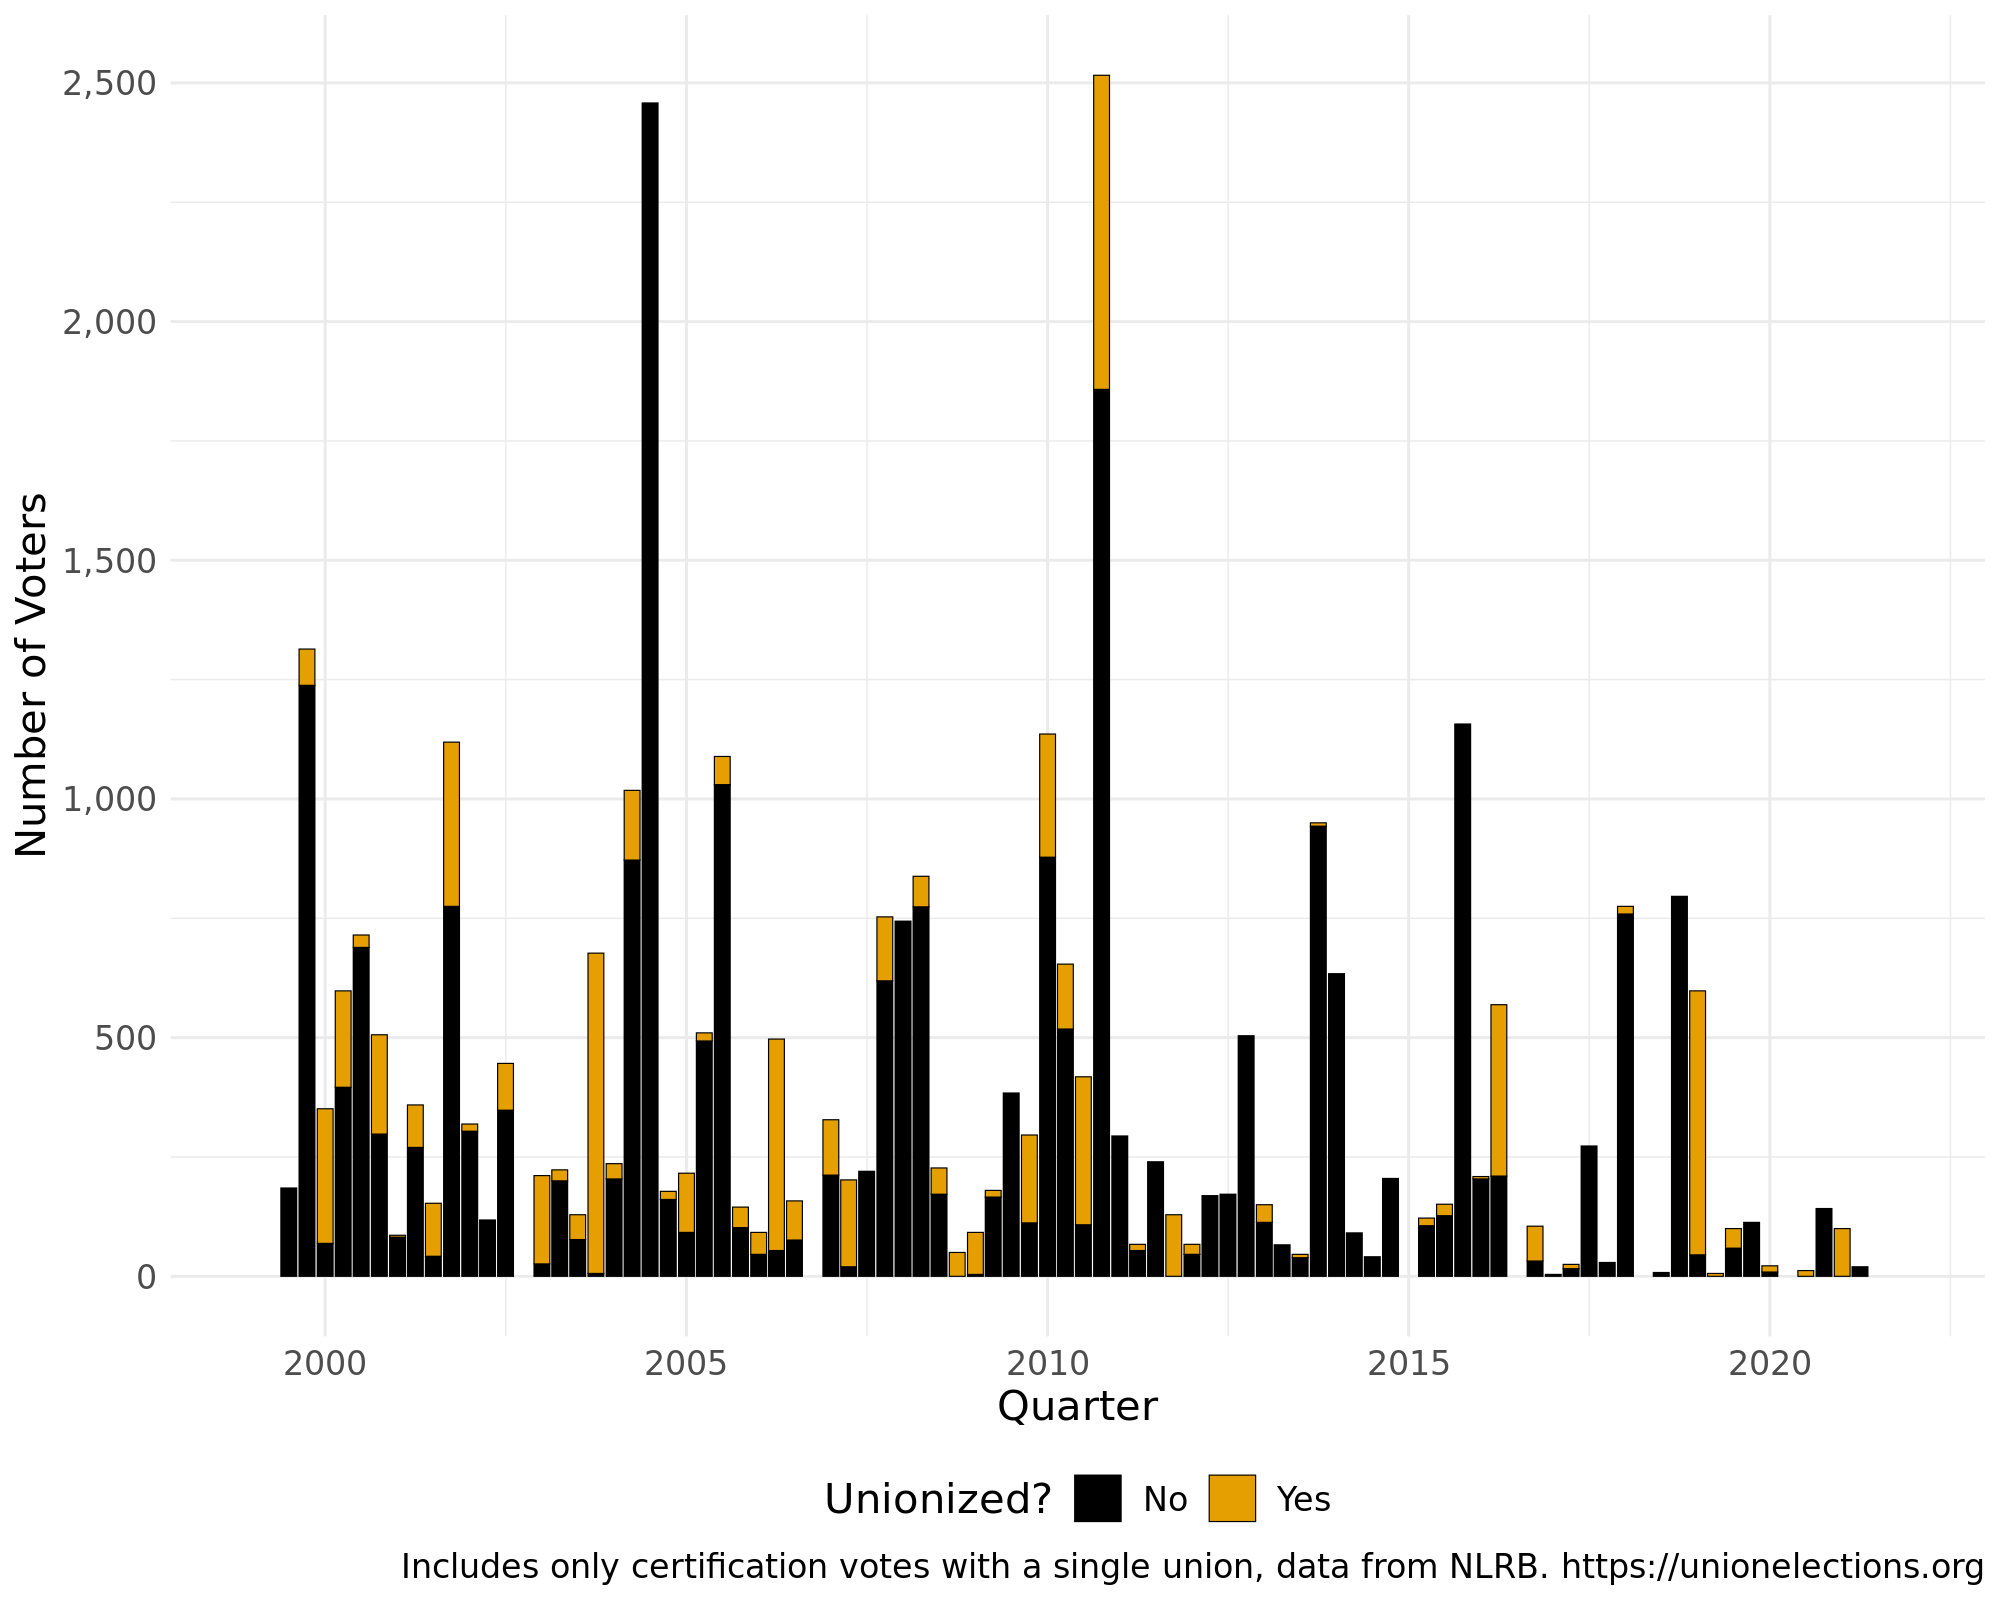 2,500
2,000
1,500
1,000
500
0
Number of Voters
2000 2005 2010 2015 2020
Quarter
Unionized? No Yes
Includes only certification votes with a single union, data from NLRB. https://unionelections.org